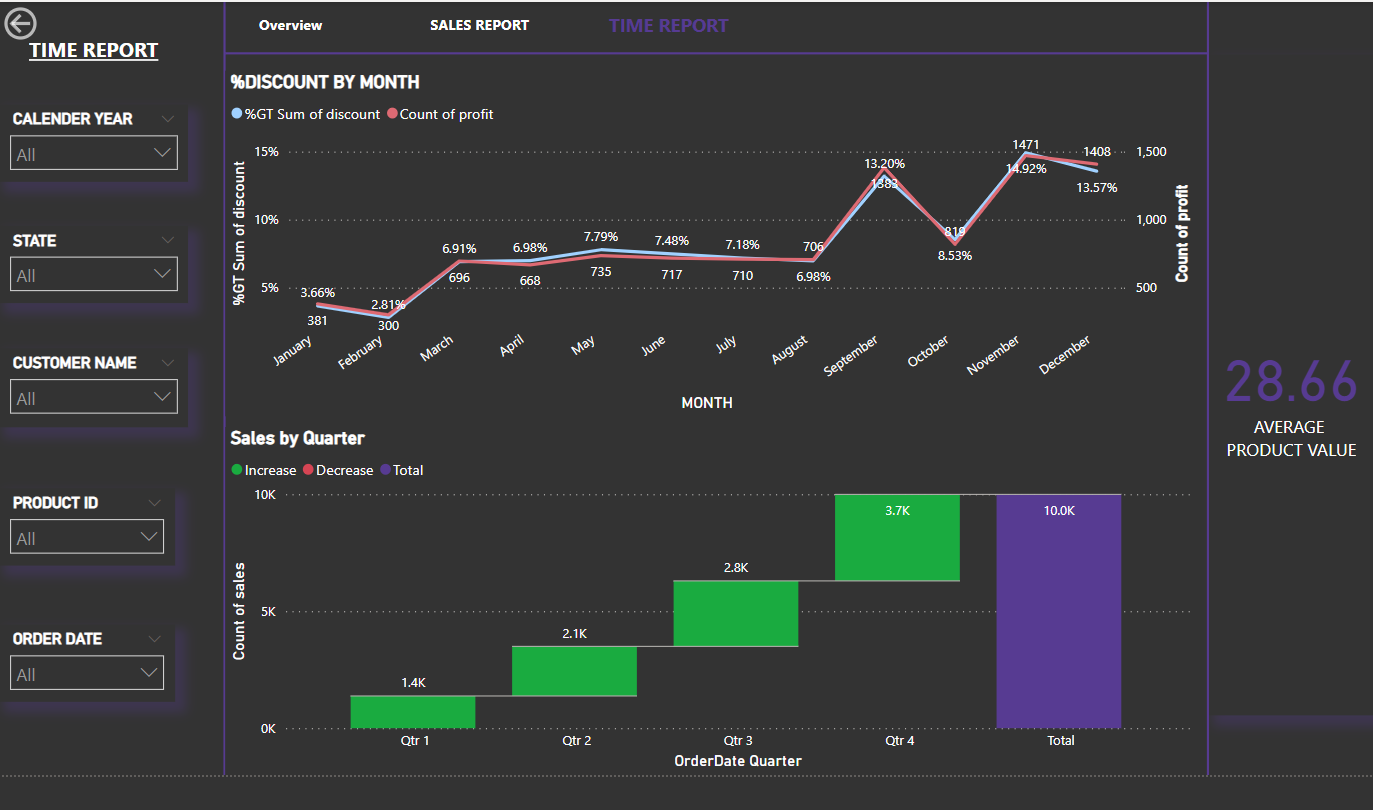 TIME REPORT
CALENDER YEAR
All
STATE
All
CUSTOMER NAME
All
PRODUCT ID
All
ORDER DATE
All
Overview SALES REPORT TIME REPORT
%DISCOUNT BY MONTH
%GT Sum of discount Count of profit
%GT Sum of discount
15%
10%
5%
3.66%
381
2.81%
300
6.91%
696
6.98%
668
7.79%
735
7.48%
717
7.18%
710
706
6.98%
13.20%
1383
819
8.53%
1471
14.92%
1408
13.57%
1,500
1,000
500
Count of profit
January February March April May June July August September October November December
MONTH
Sales by Quarter
Increase Decrease Total
Count of sales
10K
5K
0K
1.4K
2.1K
2.8K
3.7K
10.0K
Qtr 1 Qtr 2 Qtr 3 Qtr 4 Total
OrderDate Quarter
28.66
AVERAGE
PRODUCT VALUE